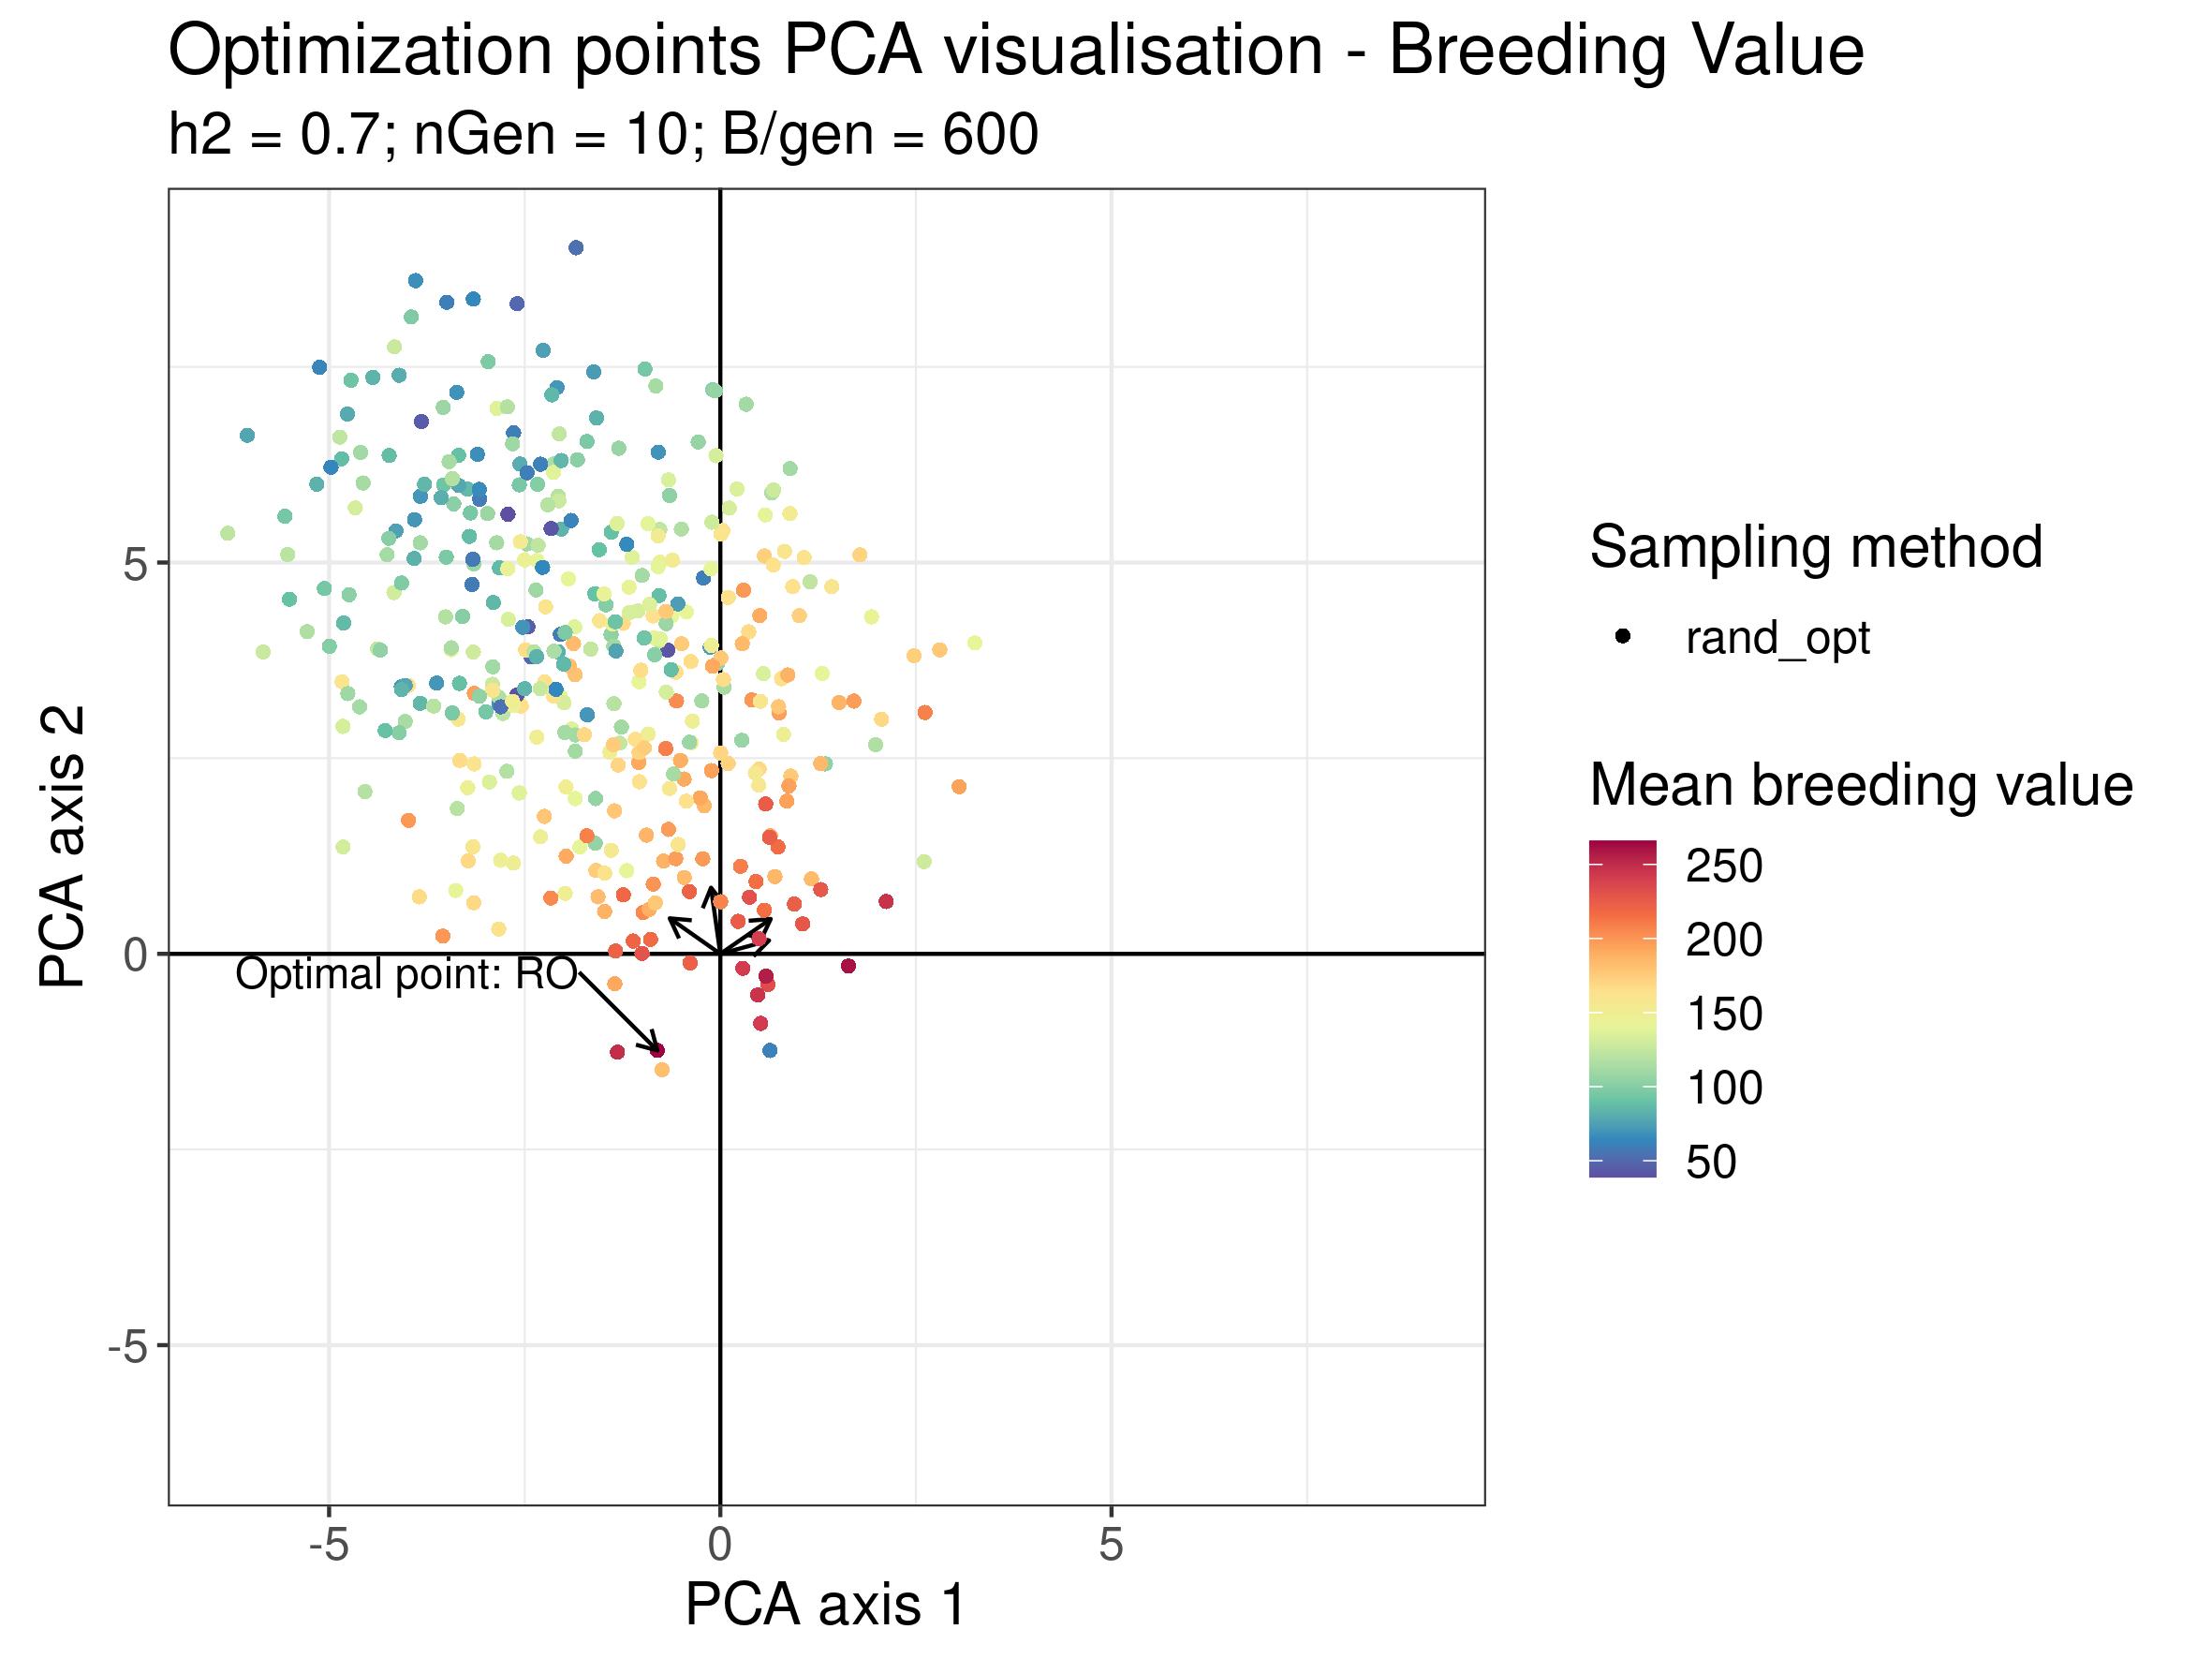 Optimization points PCA visualisation - Breeding Value
h2 = 0.7; nGen = 10; B/gen = 600
PCA axis 2
5
0
-5
Optimal point: RO
-5
0
5
PCA axis 1
Sampling method
rand_opt
Mean breeding value
250
200
150
100
50